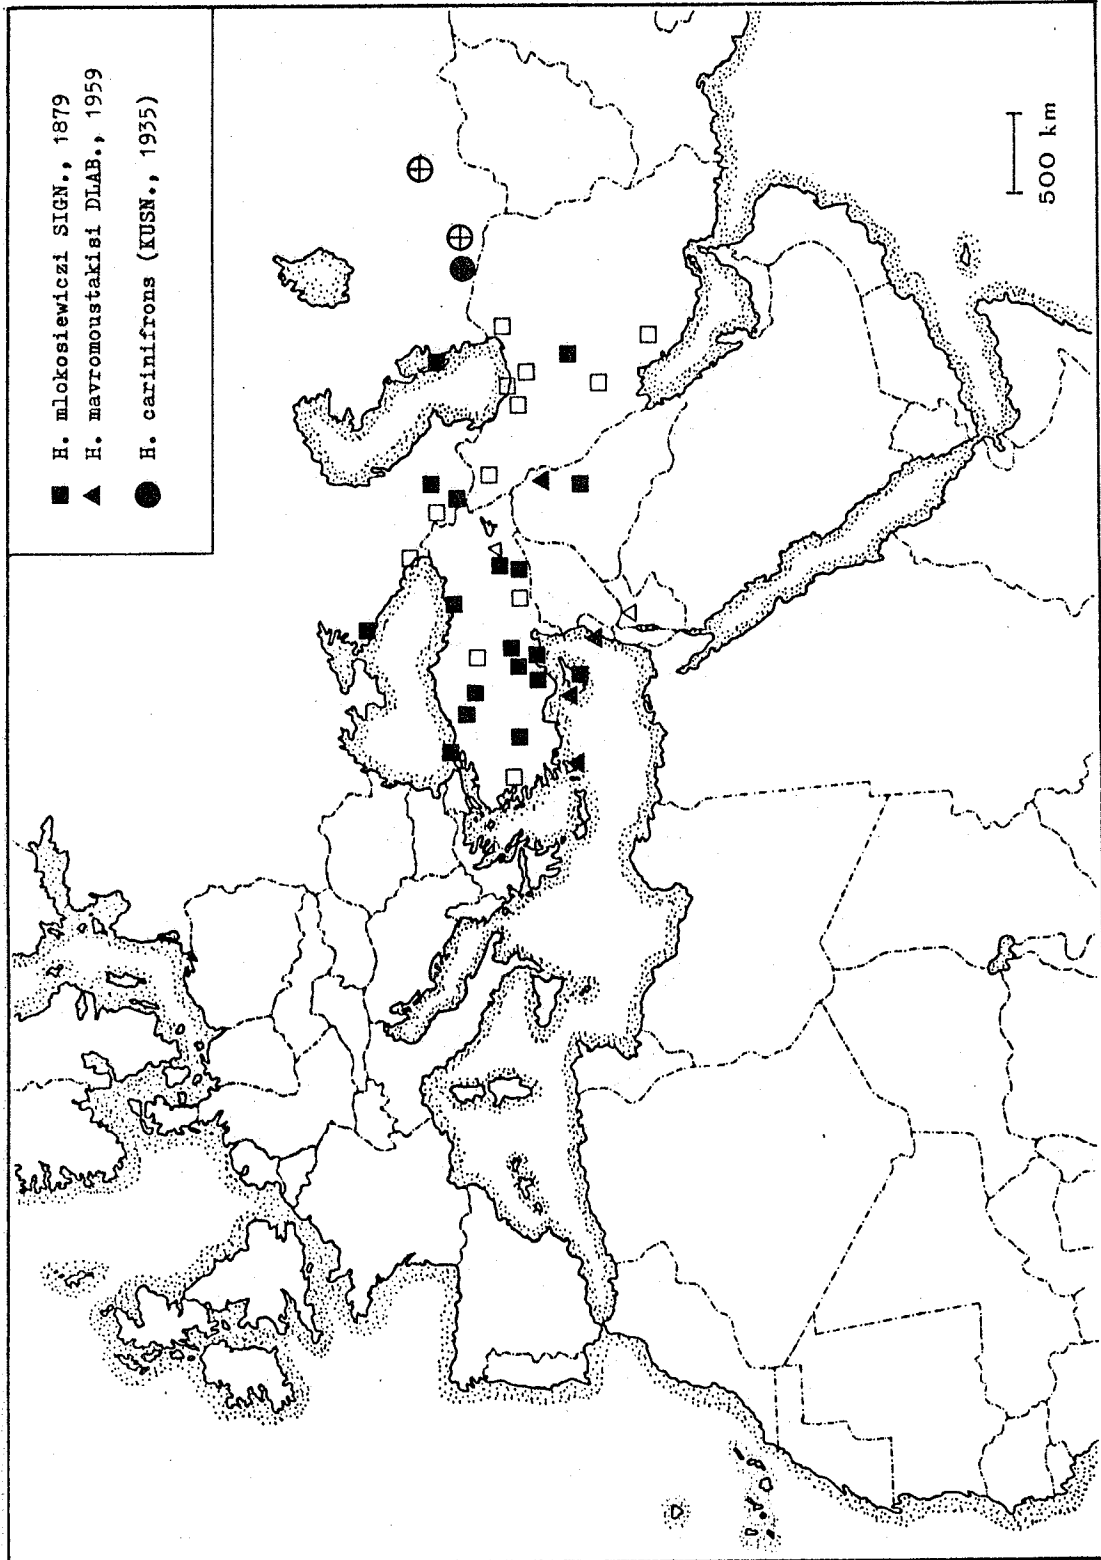 H. mlokosiewiczi SIGN., 1879
H. mavromoustakisi DLAB., 1959
H. carinifrons (KUSN., 1935)
500 km